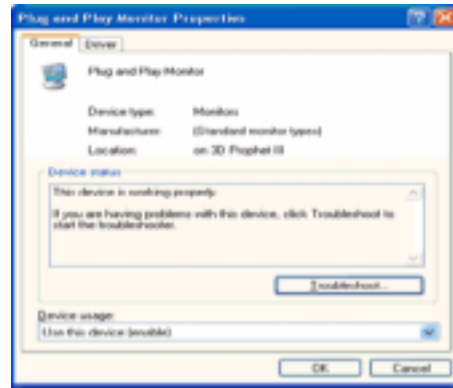 Plug and Play Monitor Properties
General Driver
Plug and Play Monitor
Device type: Monitors
Manufacturer: (Standard monitor types)
Location: on 3D Prophet III
Device status
This device is working properly.
If you are having problems with this device, click Troubleshoot to
start the troubleshooter.
Troubleshoot...
Device usage:
Use this device (enable)
OK Cancel